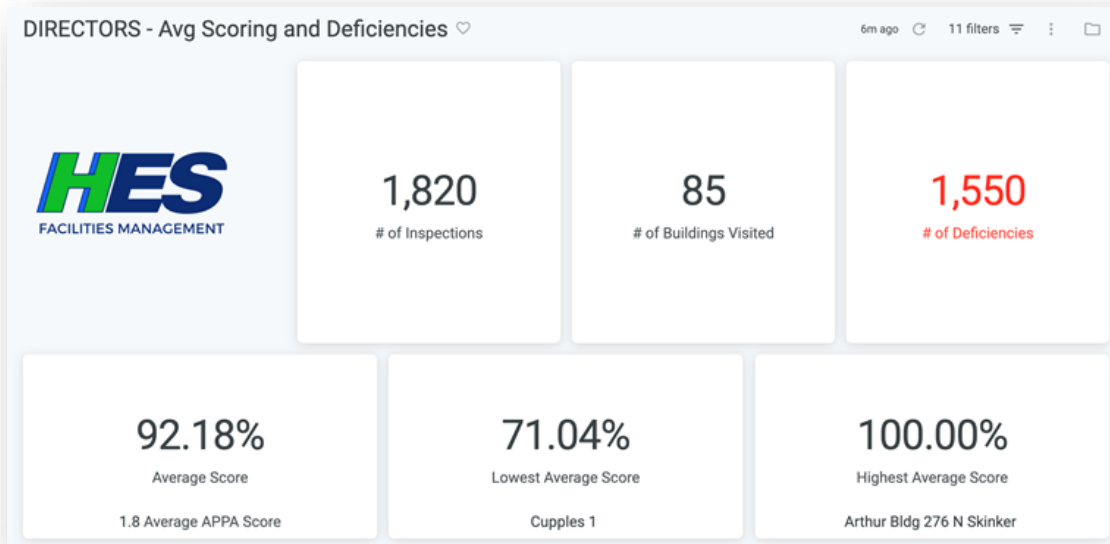 DIRECTORS - Avg Scoring and Deficiencies
6m ago
11 filters
HES
FACILITIES MANAGEMENT
1,820
# of Inspections
85
# of Buildings Visited
1,550
# of Deficiencies
92.18%
Average Score
1.8 Average APPA Score
71.04%
Lowest Average Score
Cupples 1
100.00%
Highest Average Score
Arthur Bldg 276 N Skinker